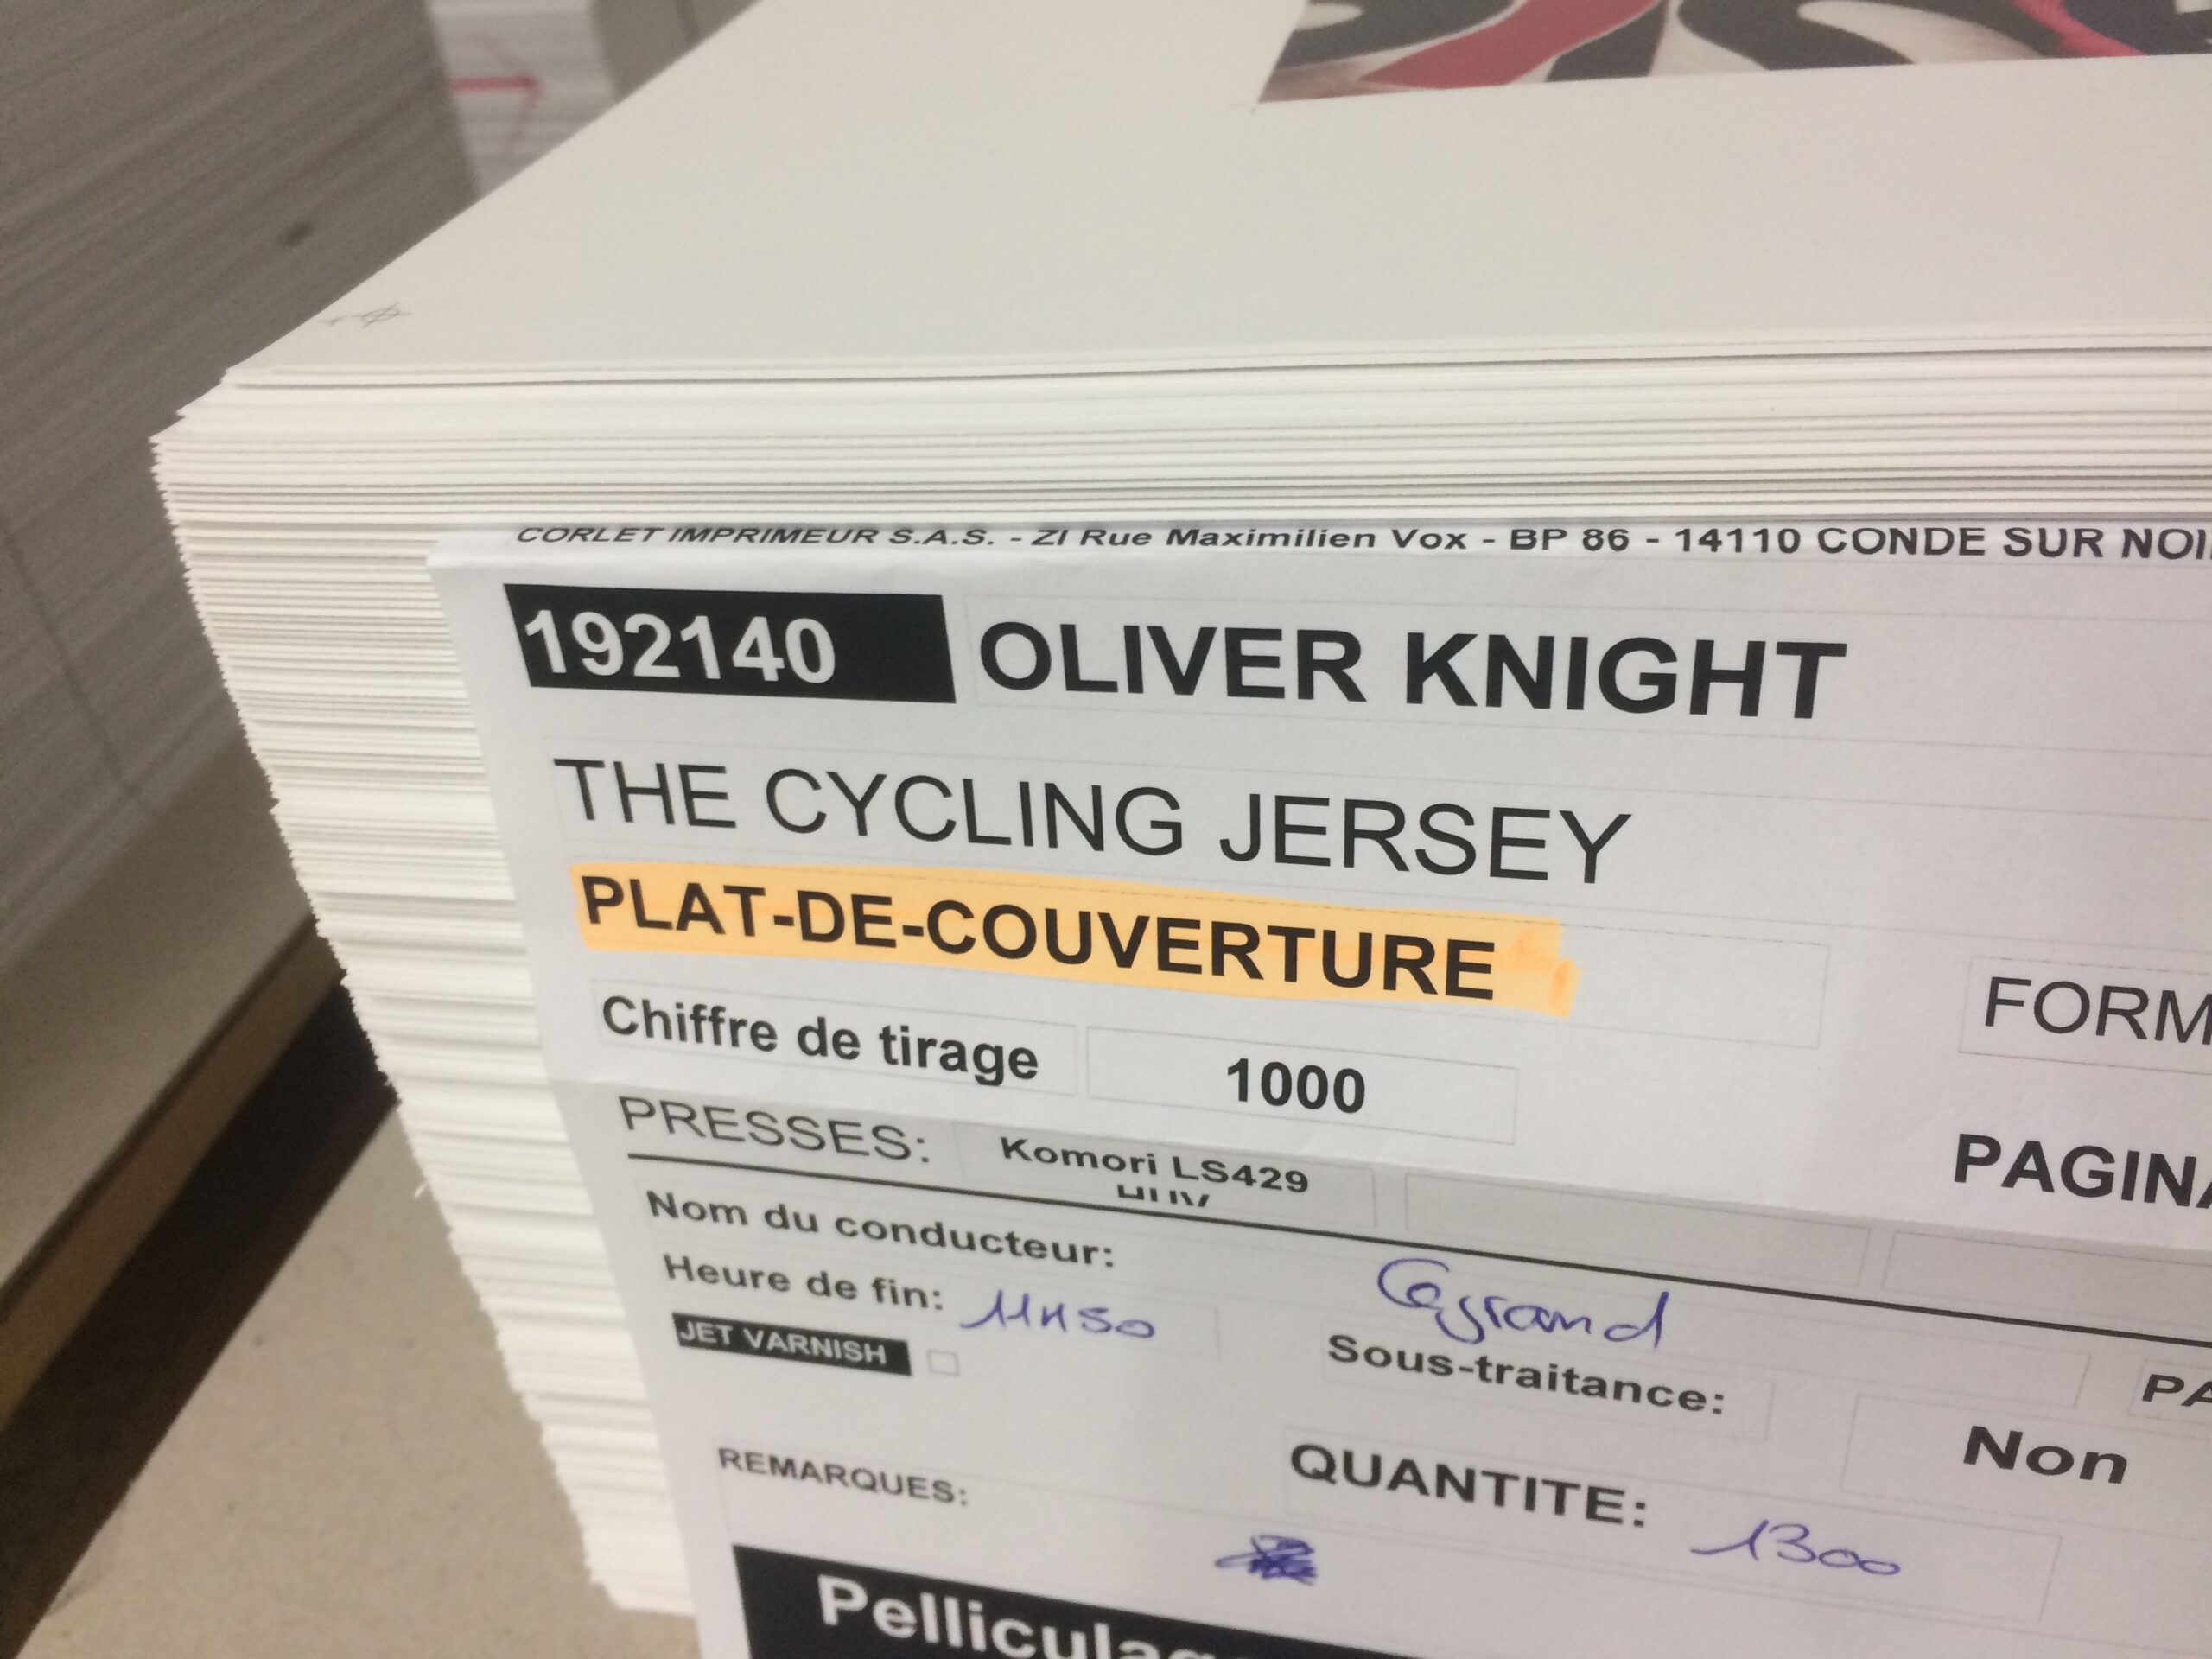 CORLET IMPRIMEUR S.A.S. - ZI Rue Maximilien Vox - BP 86 - 14110 CONDE SUR NOI
192140 OLIVER KNIGHT
THE CYCLING JERSEY
PLAT-DE-COUVERTURE
FORM
Chiffre de tirage 1000
PAGINA
PRESSES: Komori LS429
Nom du conducteur:
Heure de fin: 11H50
JET VARNISH
Sous-traitance: Non
PA
REMARQUES:
QUANTITE: 1300
Pelliculag